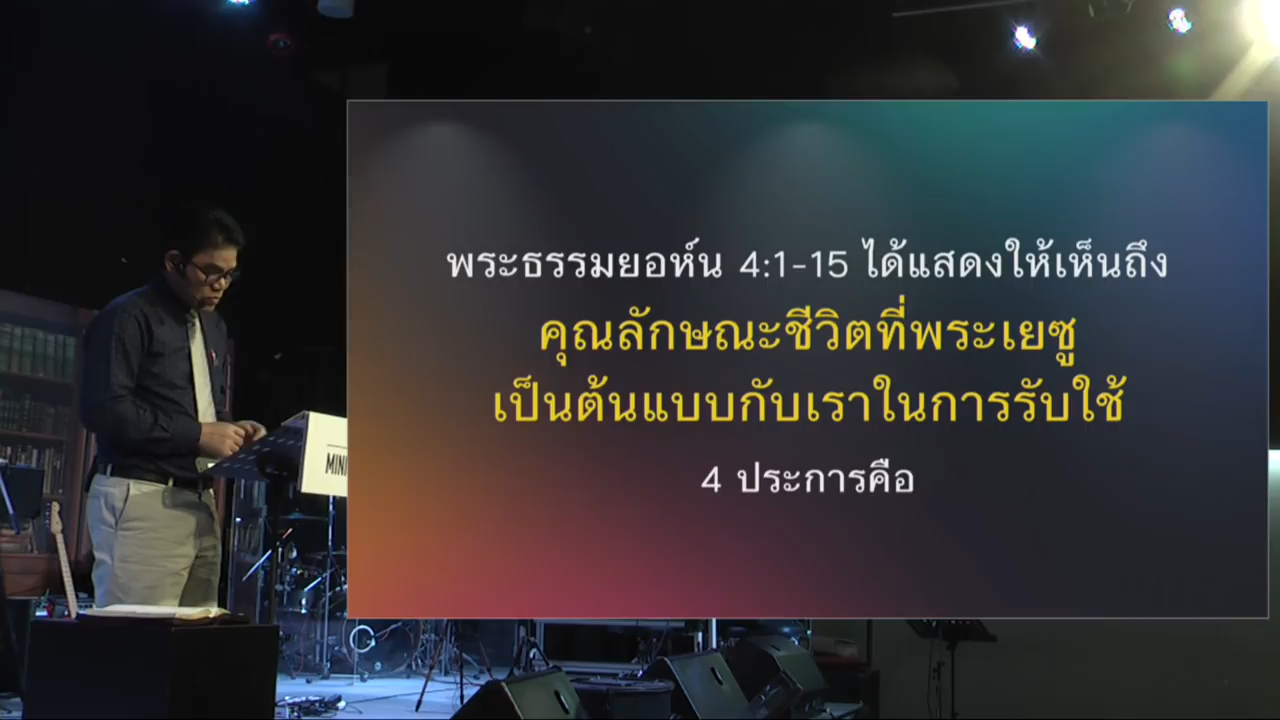 พระธรรมยอห์น 4:1-15 ได้แสดงให้เห็นถึง
คุณลักษณะชีวิตที่พระเยซู
เป็นต้นแบบกับเราในการรับใช้
4 ประการคือ